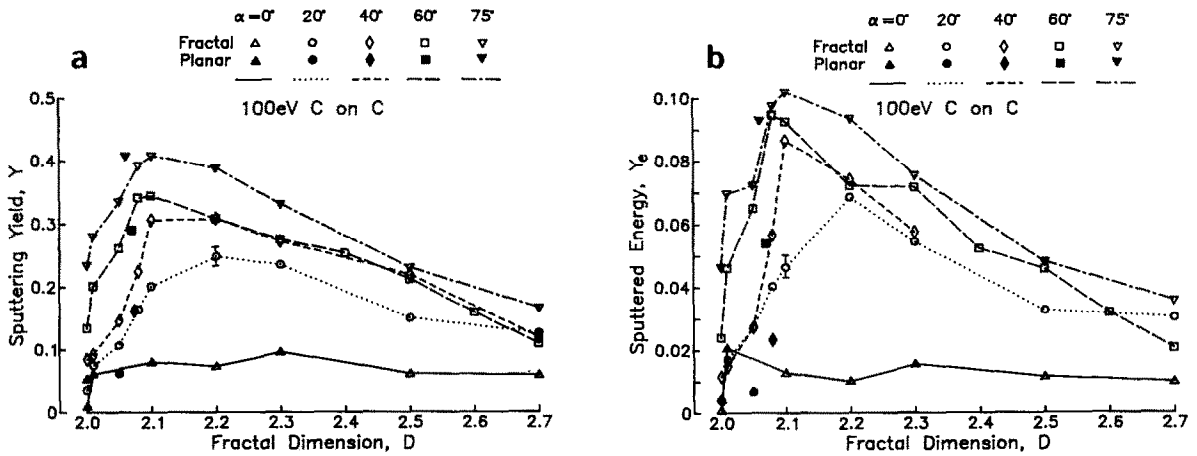 α=0° 20° 40° 60° 75°
Fractal
Planar
a
100eV C on C
0.5
0.4
0.3
0.2
0.1
0
Sputtering Yield, Y
2.0 2.1 2.2 2.3 2.4 2.5 2.6 2.7
Fractal Dimension, D
α=0° 20° 40° 60° 75°
Fractal
Planar
b
100eV C on C
0.10
0.08
0.06
0.04
0.02
0
Sputtered Energy, Ye
2.0 2.1 2.2 2.3 2.4 2.5 2.6 2.7
Fractal Dimension, D